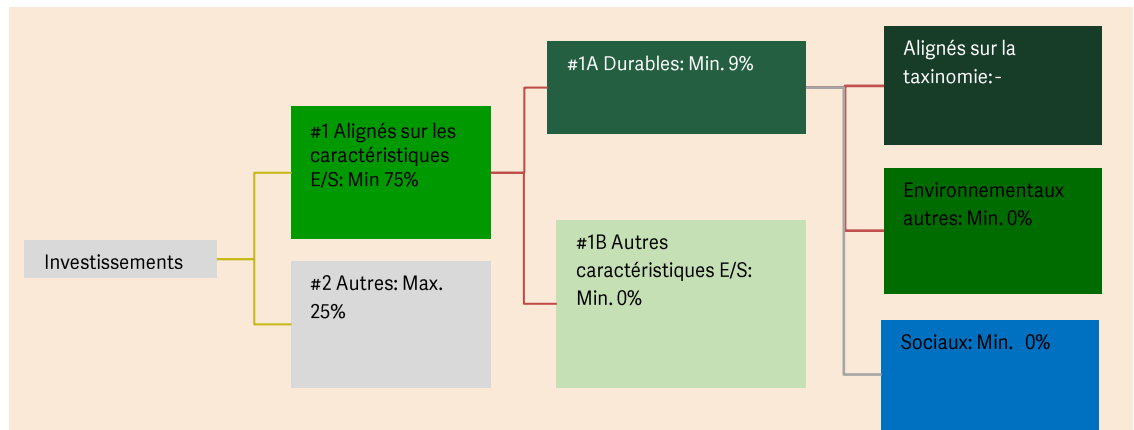 Investissements
#1 Alignés sur les
caractéristiques
E/S: Min 75%
#2 Autres: Max.
25%
#1A Durables: Min. 9%
#1B Autres
caractéristiques E/S:
Min. 0%
Alignés sur la
taxinomie:-
Environnementaux
autres: Min. 0%
Sociaux: Min. 0%